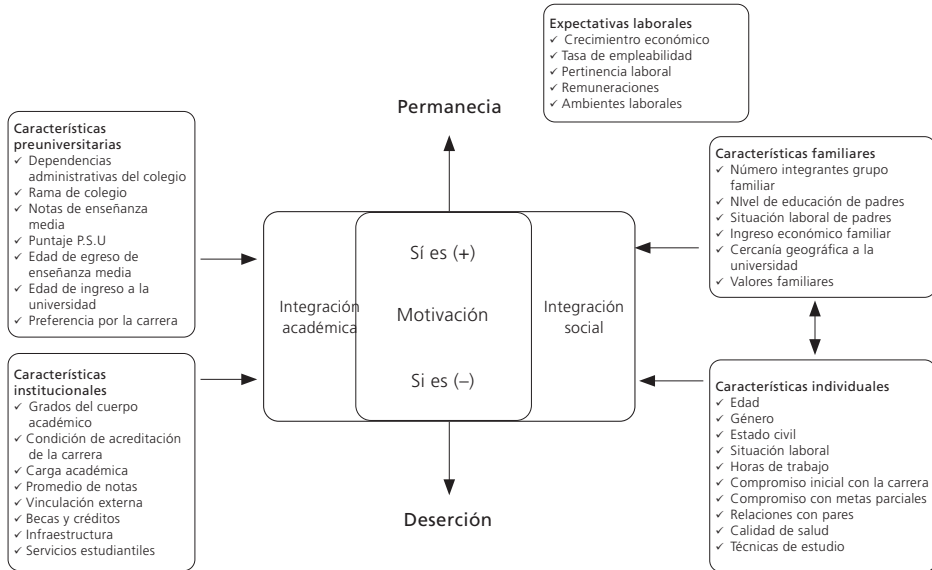 Expectativas laborales
✓ Crecimientro económico
✓ Tasa de empleabilidad
✓ Pertinencia laboral
✓ Remuneraciones
✓ Ambientes laborales
Permanecia
Características
preuniversitarias
✓ Dependencias
administrativas del colegio
✓ Rama de colegio
✓ Notas de enseñanza
media
✓ Puntaje P.S.U
✓ Edad de egreso de
enseñanza media
✓ Edad de ingreso a la
universidad
✓ Preferencia por la carrera
Características familiares
✓ Número integrantes grupo
familiar
✓ NIvel de educación de padres
✓ Situación laboral de padres
✓ Ingreso económico familiar
✓ Cercanía geográfica a la
universidad
✓ Valores familiares
Sí es (+)
Integración
académica
Motivación
Integración
social
Si es (–)
Características
institucionales
✓ Grados del cuerpo
académico
✓ Condición de acreditación
de la carrera
✓ Carga académica
✓ Promedio de notas
✓ Vinculación externa
✓ Becas y créditos
✓ Infraestructura
✓ Servicios estudiantiles
Características individuales
✓ Edad
✓ Género
✓ Estado civil
✓ Situación laboral
✓ Horas de trabajo
✓ Compromiso inicial con la carrera
✓ Compromiso con metas parciales
✓ Relaciones con pares
✓ Calidad de salud
✓ Técnicas de estudio
Deserción